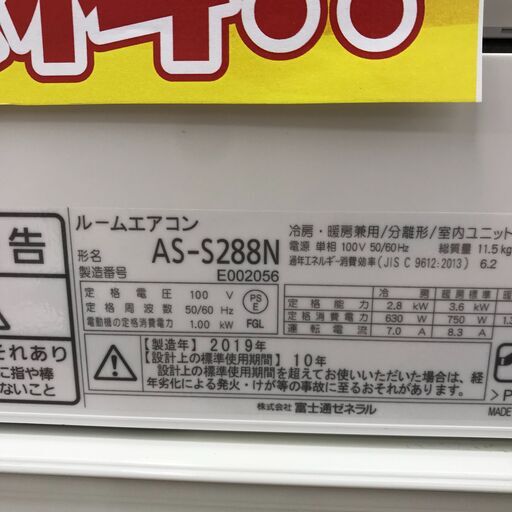 告
ルームエアコン
形名 AS-S288N
製造番号 E002056
冷房・暖房兼用/分離形/室内ユニット
電源 単相 100V 50/60Hz 総質量 11.5kg
通年エネルギー消費効率(JIS C 9612:2013) 6.2
定格電圧 100 V
定格周波数 50/60 Hz
電動機の定格消費電力 1.00 kW
PS
E
FGL
冷房 暖房標準 暖
定格能力 2.8 kW 3.6 kW
定格消費電力 630 W 750 W 1.3
運転電流 7.0 A 8.3 A
【製造年】2019年
【設計上の標準使用期間】10年
設計上の標準使用期間を超えてお使いいただいた場合は、経
年劣化による発火・けが等の事故に至るおそれがあります。
株式会社 富士通ゼネラル
それあり
に指や棒
ないこと
>P
MADE